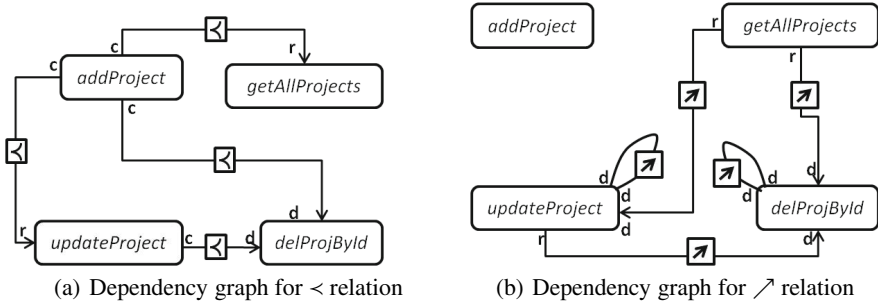 c
≺
r
c
addProject
getAllProjects
c
≺
≺
r
updateProject
c
≺
d
d
delProjById
(a) Dependency graph for ≺ relation
addProject
getAllProjects
r
r
↗
↗
↗
↗
d
d
d
d
d
d
updateProject
delProjById
r
d
↗
d
(b) Dependency graph for ↗ relation